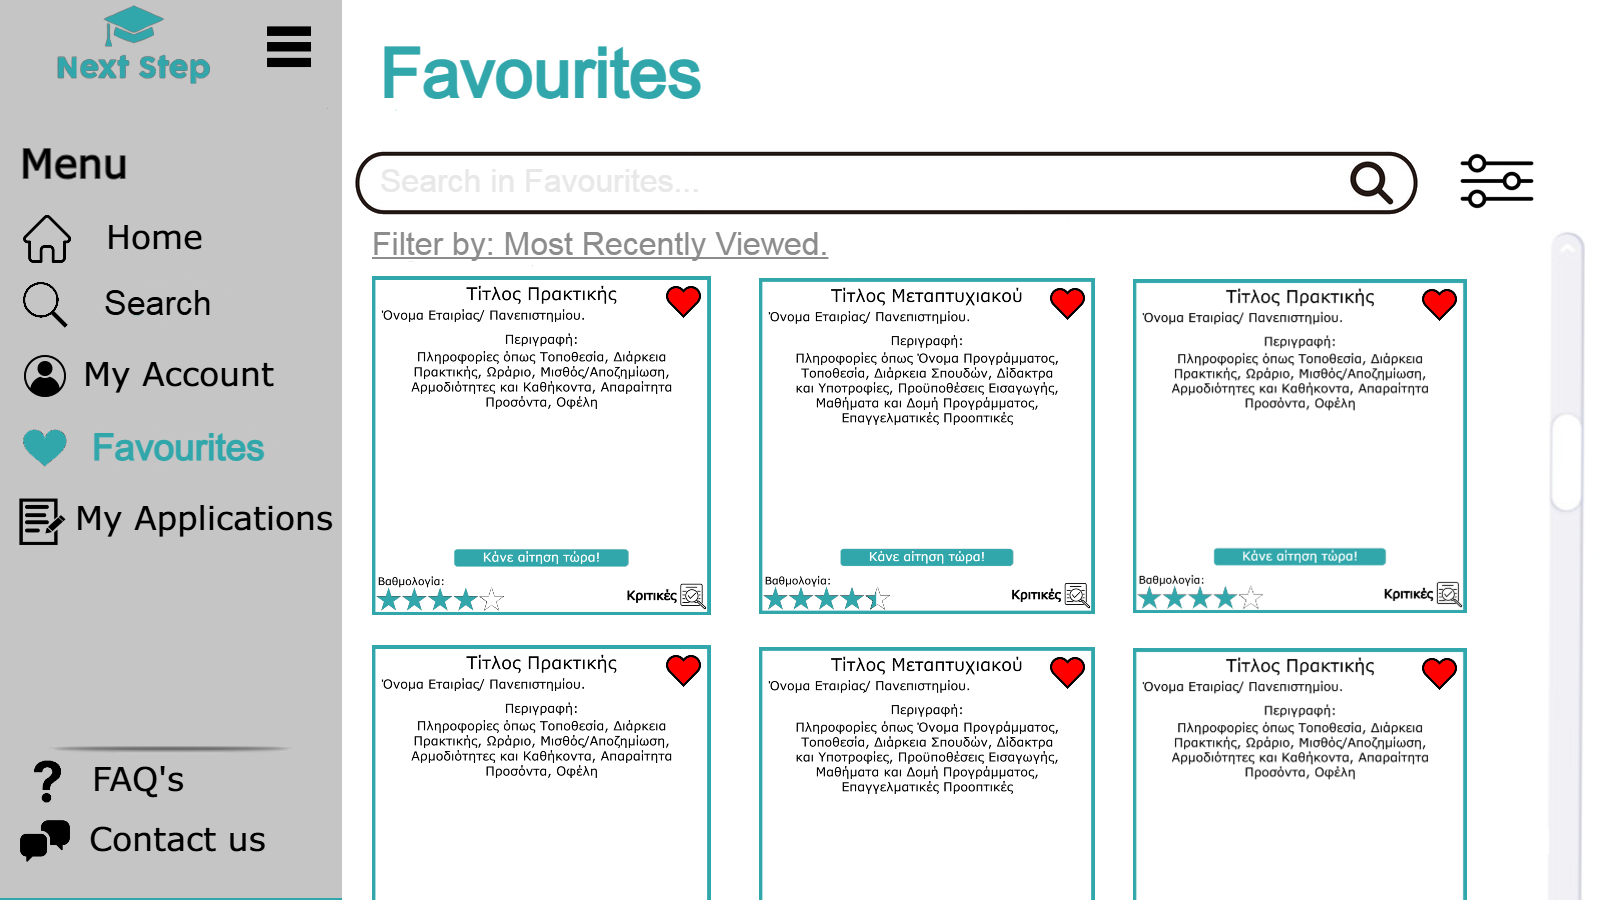 Next Step
Menu
Home
Search
My Account
Favourites
My Applications
FAQ's
Contact us
Favourites
Search in Favourites...
Filter by: Most Recently Viewed.
Τίτλος Πρακτικής
Όνομα Εταιρίας/ Πανεπιστημίου.
Περιγραφή:
Πληροφορίες όπως Τοποθεσία, Διάρκεια
Πρακτικής, Ωράριο, Μισθός/Αποζημίωση,
Αρμοδιότητες και Καθήκοντα, Απαραίτητα
Προσόντα, Οφέλη
Κάνε αίτηση τώρα!
Βαθμολογία:
Κριτικές
Τίτλος Μεταπτυχιακού
Όνομα Εταιρίας/ Πανεπιστημίου.
Περιγραφή:
Πληροφορίες όπως Όνομα Προγράμματος,
Τοποθεσία, Διάρκεια Σπουδών, Δίδακτρα
και Υποτροφίες, Προϋποθέσεις Εισαγωγής,
Μαθήματα και Δομή Προγράμματος,
Επαγγελματικές Προοπτικές
Κάνε αίτηση τώρα!
Βαθμολογία:
Κριτικές
Τίτλος Πρακτικής
Όνομα Εταιρίας/ Πανεπιστημίου.
Περιγραφή:
Πληροφορίες όπως Τοποθεσία, Διάρκεια
Πρακτικής, Ωράριο, Μισθός/Αποζημίωση,
Αρμοδιότητες και Καθήκοντα, Απαραίτητα
Προσόντα, Οφέλη
Κάνε αίτηση τώρα!
Βαθμολογία:
Κριτικές
Τίτλος Πρακτικής
Όνομα Εταιρίας/ Πανεπιστημίου.
Περιγραφή:
Πληροφορίες όπως Τοποθεσία, Διάρκεια
Πρακτικής, Ωράριο, Μισθός/Αποζημίωση,
Αρμοδιότητες και Καθήκοντα, Απαραίτητα
Προσόντα, Οφέλη
Τίτλος Μεταπτυχιακού
Όνομα Εταιρίας/ Πανεπιστημίου.
Περιγραφή:
Πληροφορίες όπως Όνομα Προγράμματος,
Τοποθεσία, Διάρκεια Σπουδών, Δίδακτρα
και Υποτροφίες, Προϋποθέσεις Εισαγωγής,
Μαθήματα και Δομή Προγράμματος,
Επαγγελματικές Προοπτικές
Τίτλος Πρακτικής
Όνομα Εταιρίας/ Πανεπιστημίου.
Περιγραφή:
Πληροφορίες όπως Τοποθεσία, Διάρκεια
Πρακτικής, Ωράριο, Μισθός/Αποζημίωση,
Αρμοδιότητες και Καθήκοντα, Απαραίτητα
Προσόντα, Οφέλη